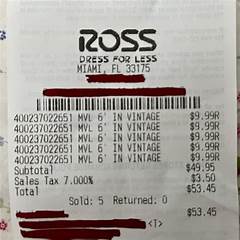 ROSS
DRESS FOR LESS
MIAMI, FL 33175
400237022651 MVL 6' IN VINTAGE $9.99R
400237022651 MVL 6' IN VINTAGE $9.99R
400237022651 MVL 6' IN VINTAGE $9.99R
400237022651 MVL 6' IN VINTAGE $9.99R
400237022651 MVL 6' IN VINTAGE $9.99R
Subtotal $49.95
Sales Tax 7.000% $3.50
Total $53.45
Sold: 5 Returned: 0
$53.45
<T>